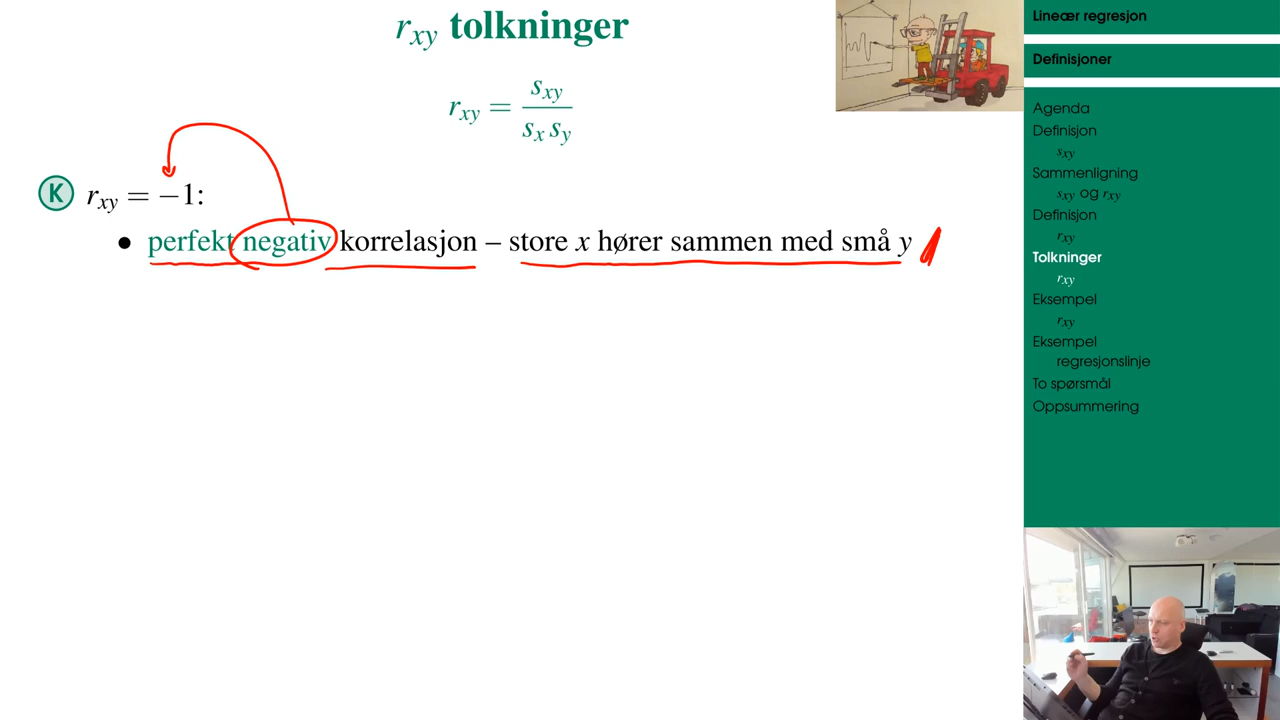 r_xy tolkninger
r_xy = s_xy / s_x s_y
K r_xy = −1:
• perfekt negativ korrelasjon – store x hører sammen med små y
Lineær regresjon
Definisjoner
Agenda
Definisjon
s_xy
Sammenligning
s_xy og r_xy
Definisjon
r_xy
Tolkninger
r_xy
Eksempel
r_xy
Eksempel
regresjonslinje
To spørsmål
Oppsummering